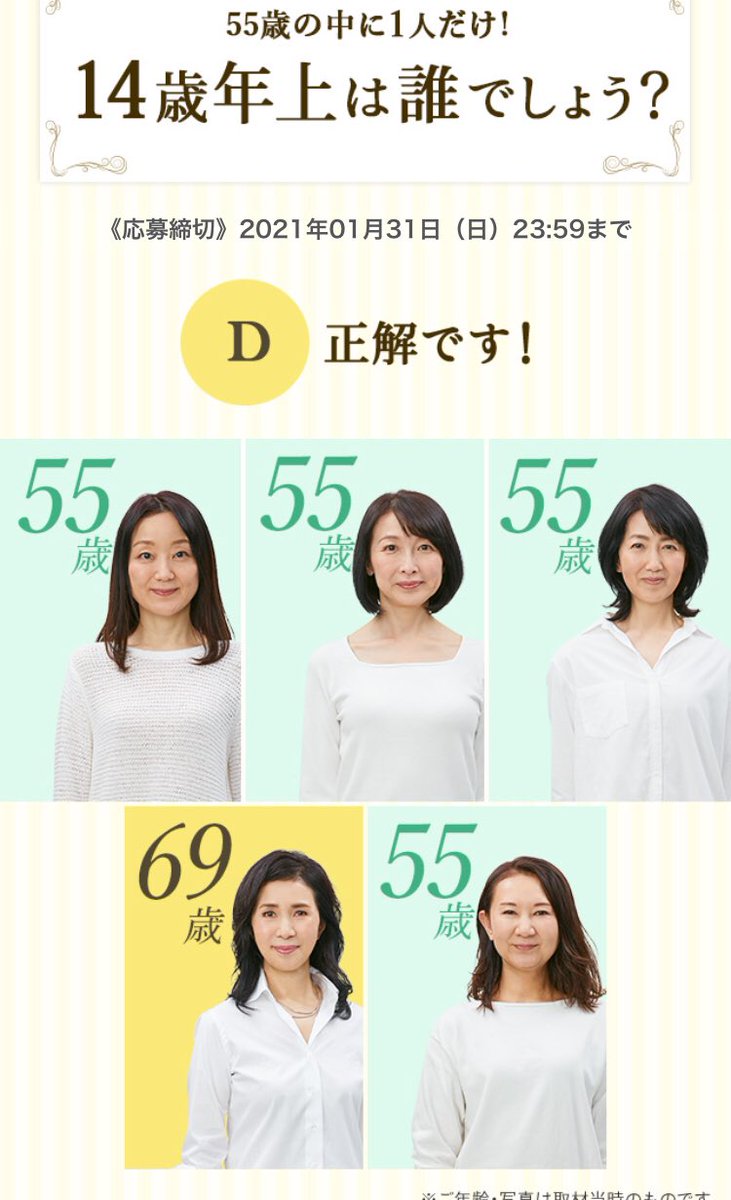 55歳の中に1人だけ!
14歳年上は誰でしょう?
《応募締切》2021年01月31日（日）23:59まで
D 正解です!
55歳 55歳 55歳
69歳 55歳
※ご年齢・写真は取材当時のものです